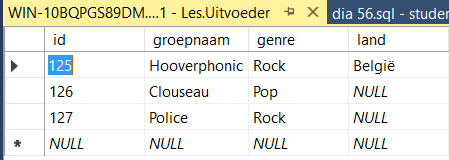 WIN-10BQPGS89DM....1 - Les.Uitvoeder dia 56.sql - studer
id groepnaam genre land
125 Hooverphonic Rock België
126 Clouseau Pop NULL
127 Police Rock NULL
NULL NULL NULL NULL